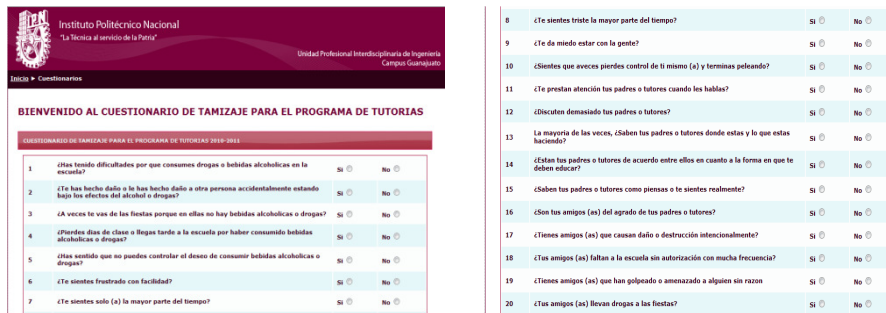 Instituto Politécnico Nacional
"La Técnica al servicio de la Patria"
Unidad Profesional Interdisciplinaria de Ingeniería
Campus Guanajuato
Inicio ► Cuestionarios
BIENVENIDO AL CUESTIONARIO DE TAMIZAJE PARA EL PROGRAMA DE TUTORIAS
CUESTIONARIO DE TAMIZAJE PARA EL PROGRAMA DE TUTORIAS 2010-2011
1 ¿Has tenido dificultades por que consumes drogas o bebidas alcoholicas en la
escuela? Si No
2 ¿Te has hecho daño o le has hecho daño a otra persona accidentalmente estando
bajo los efectos del alcohol o drogas? Si No
3 ¿A veces te vas de las fiestas porque en ellas no hay bebidas alcoholicas o drogas? Si No
4 ¿Pierdes dias de clase o llegas tarde a la escuela por haber consumido bebidas
alcoholicas o drogas? Si No
5 ¿Has sentido que no puedes controlar el deseo de consumir bebidas alcoholicas o
drogas? Si No
6 ¿Te sientes frustrado con facilidad? Si No
7 ¿Te sientes solo (a) la mayor parte del tiempo? Si No
8 ¿Te sientes triste la mayor parte del tiempo? Si No
9 ¿Te da miedo estar con la gente? Si No
10 ¿Sientes que aveces pierdes control de ti mismo (a) y terminas peleando? Si No
11 ¿Te prestan atención tus padres o tutores cuando les hablas? Si No
12 ¿Discuten demasiado tus padres o tutores? Si No
13 La mayoria de las veces, ¿Saben tus padres o tutores donde estas y lo que estas
haciendo? Si No
14 ¿Estan tus padres o tutores de acuerdo entre ellos en cuanto a la forma en que te
deben educar? Si No
15 ¿Saben tus padres o tutores como piensas o te sientes realmente? Si No
16 ¿Son tus amigos (as) del agrado de tus padres o tutores? Si No
17 ¿Tienes amigos (as) que causan daño o destrucción intencionalmente? Si No
18 ¿Tus amigos (as) faltan a la escuela sin autorización con mucha frecuencia? Si No
19 ¿Tienes amigos (as) que han golpeado o amenazado a alguien sin razon Si No
20 ¿Tus amigos (as) llevan drogas a las fiestas? Si No